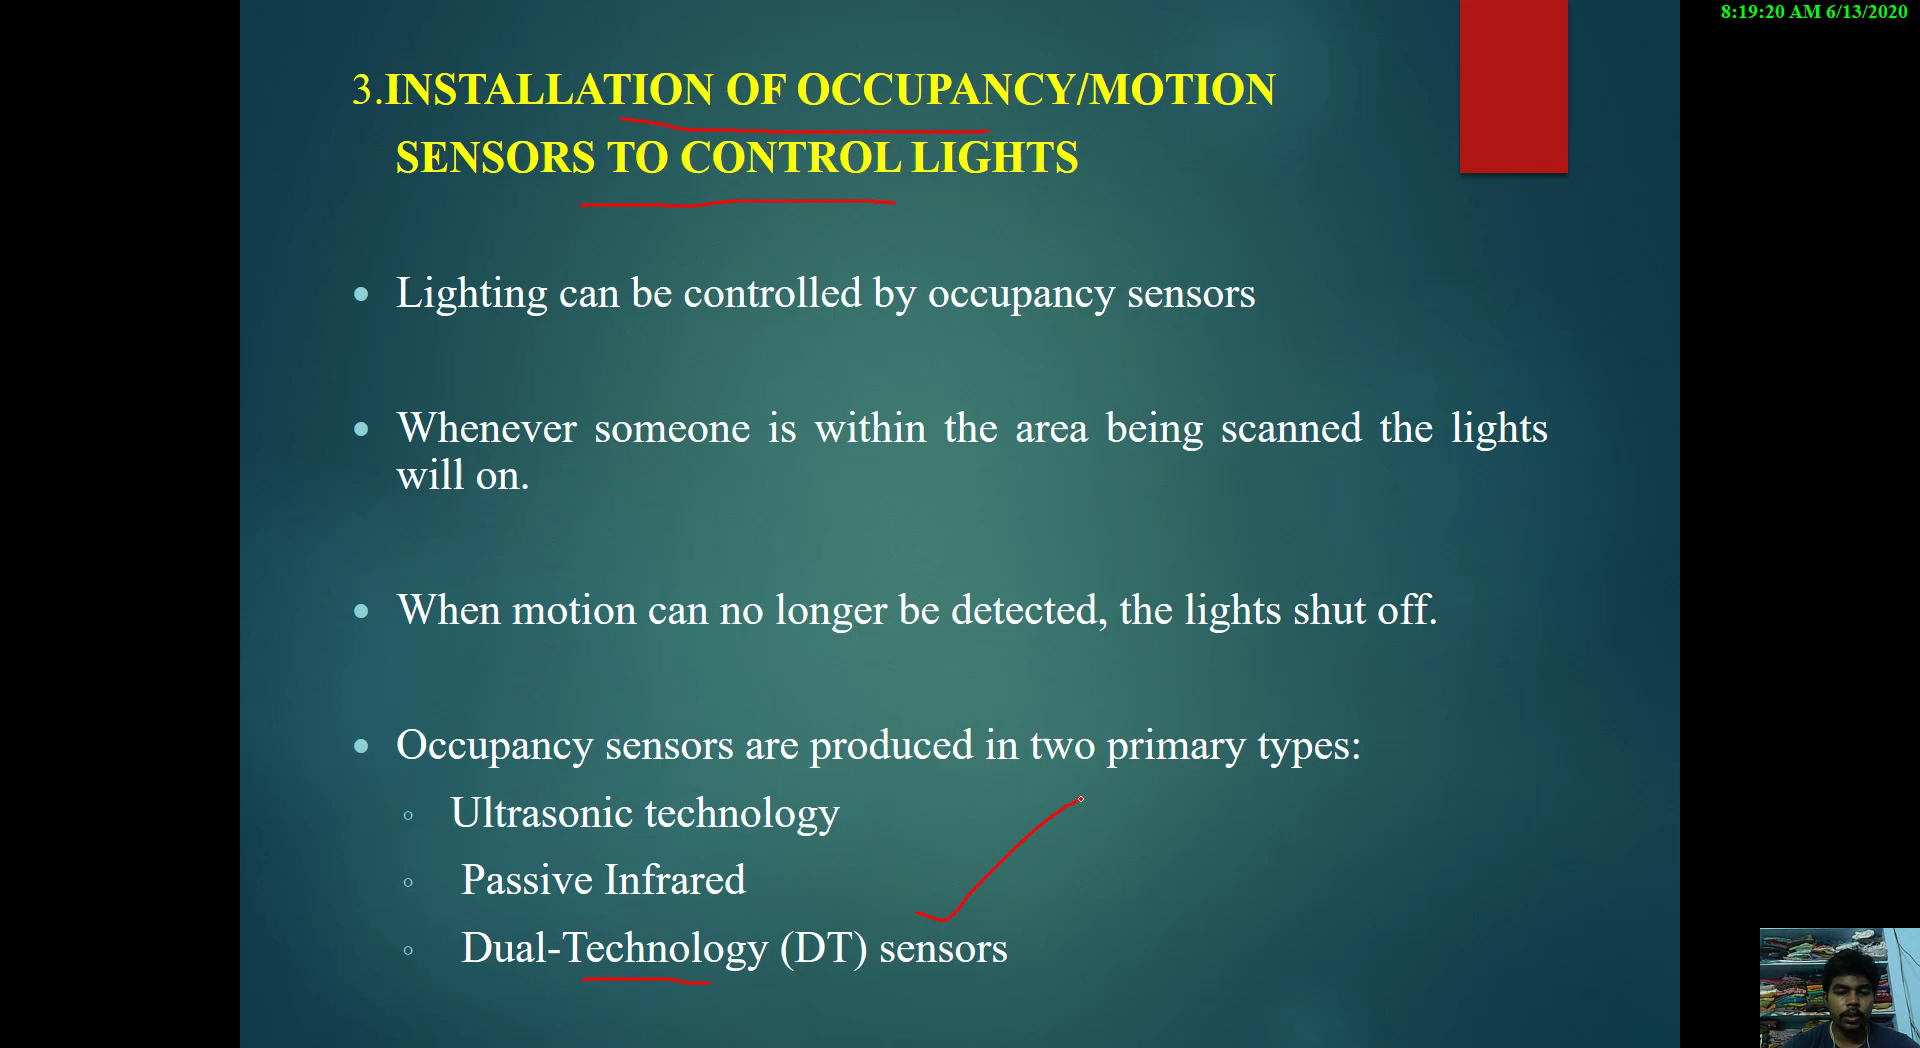 8:19:20 AM 6/13/2020
3.INSTALLATION OF OCCUPANCY/MOTION
SENSORS TO CONTROL LIGHTS
• Lighting can be controlled by occupancy sensors
• Whenever someone is within the area being scanned the lights
will on.
• When motion can no longer be detected, the lights shut off.
• Occupancy sensors are produced in two primary types:
◦ Ultrasonic technology
◦ Passive Infrared
◦ Dual-Technology (DT) sensors